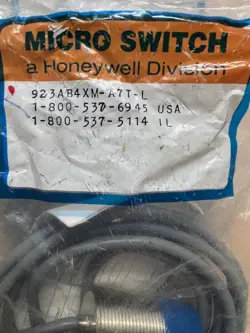 MICRO SWITCH
a Honeywell Division
923AB4XM-A7T-L
1-800-537-6945 USA
1-800-537-5114 IL